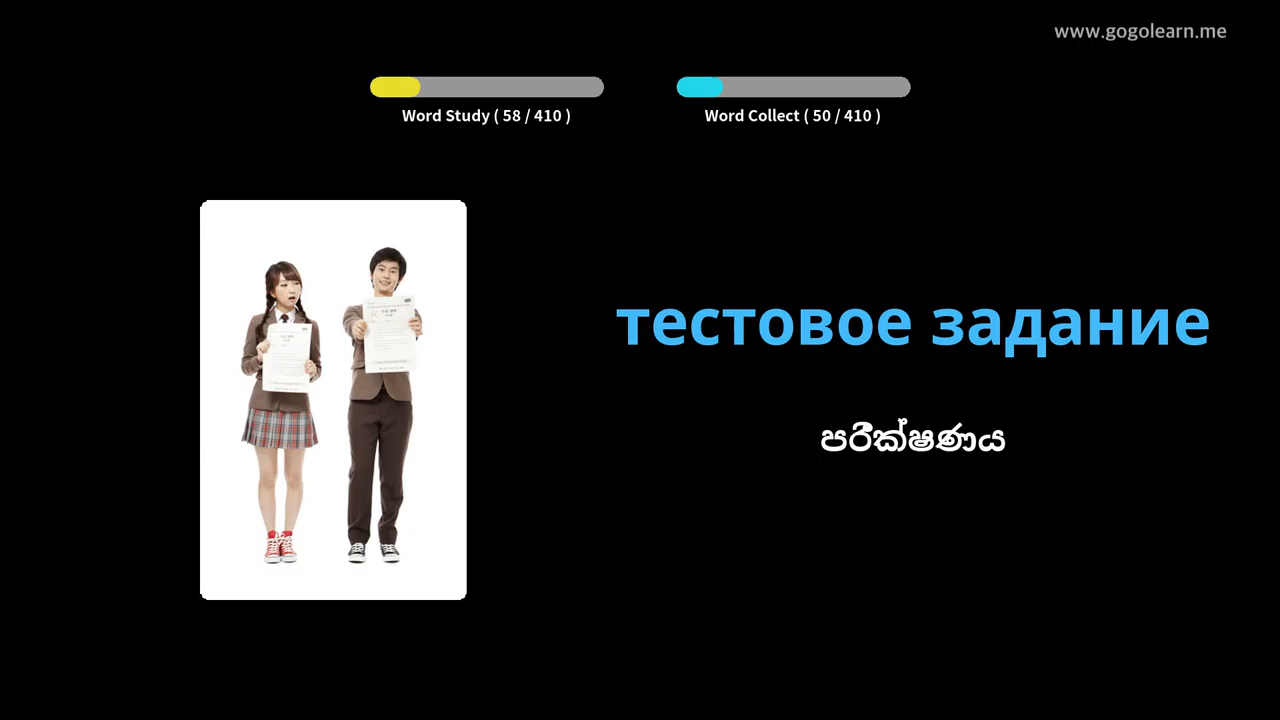 www.gogolearn.me
Word Study ( 58 / 410 )
Word Collect ( 50 / 410 )
тестовое задание
පරීක්ෂණය